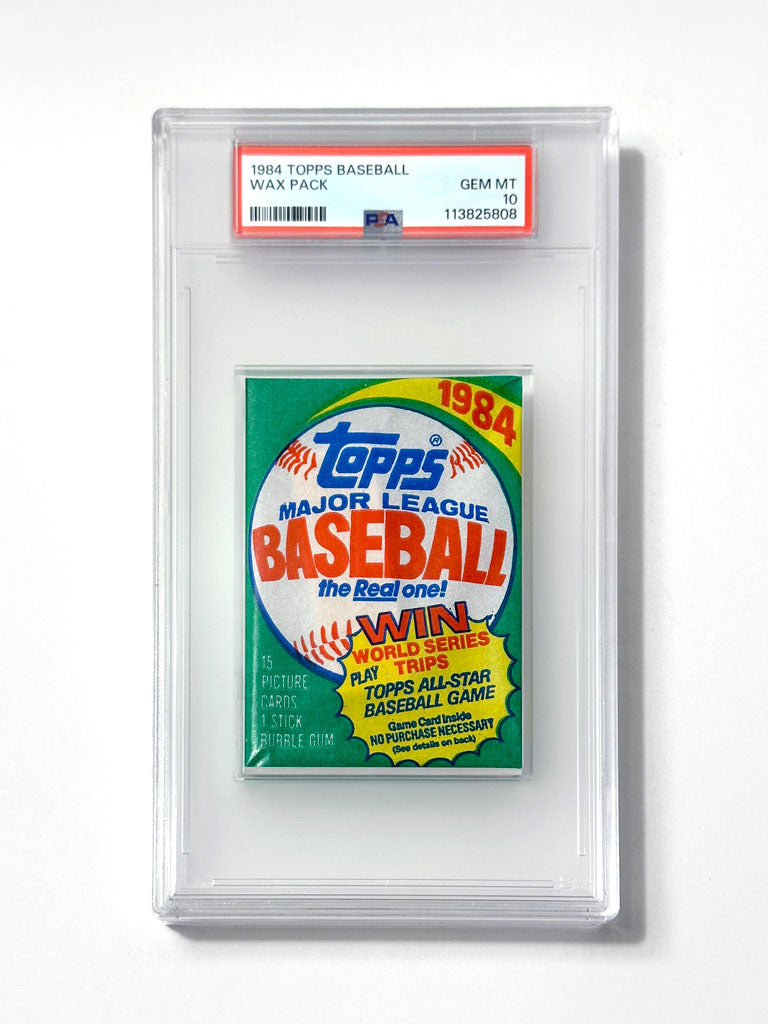 1984 TOPPS BASEBALL
WAX PACK
GEM MT
10
PSA
113825808
1984
Topps®
MAJOR LEAGUE
BASEBALL
the Real one!
WIN
WORLD SERIES
TRIPS
PLAY
TOPPS ALL-STAR
BASEBALL GAME
Game Card Inside
NO PURCHASE NECESSARY
(See details on back)
15
PICTURE
CARDS
1 STICK
BUBBLE GUM